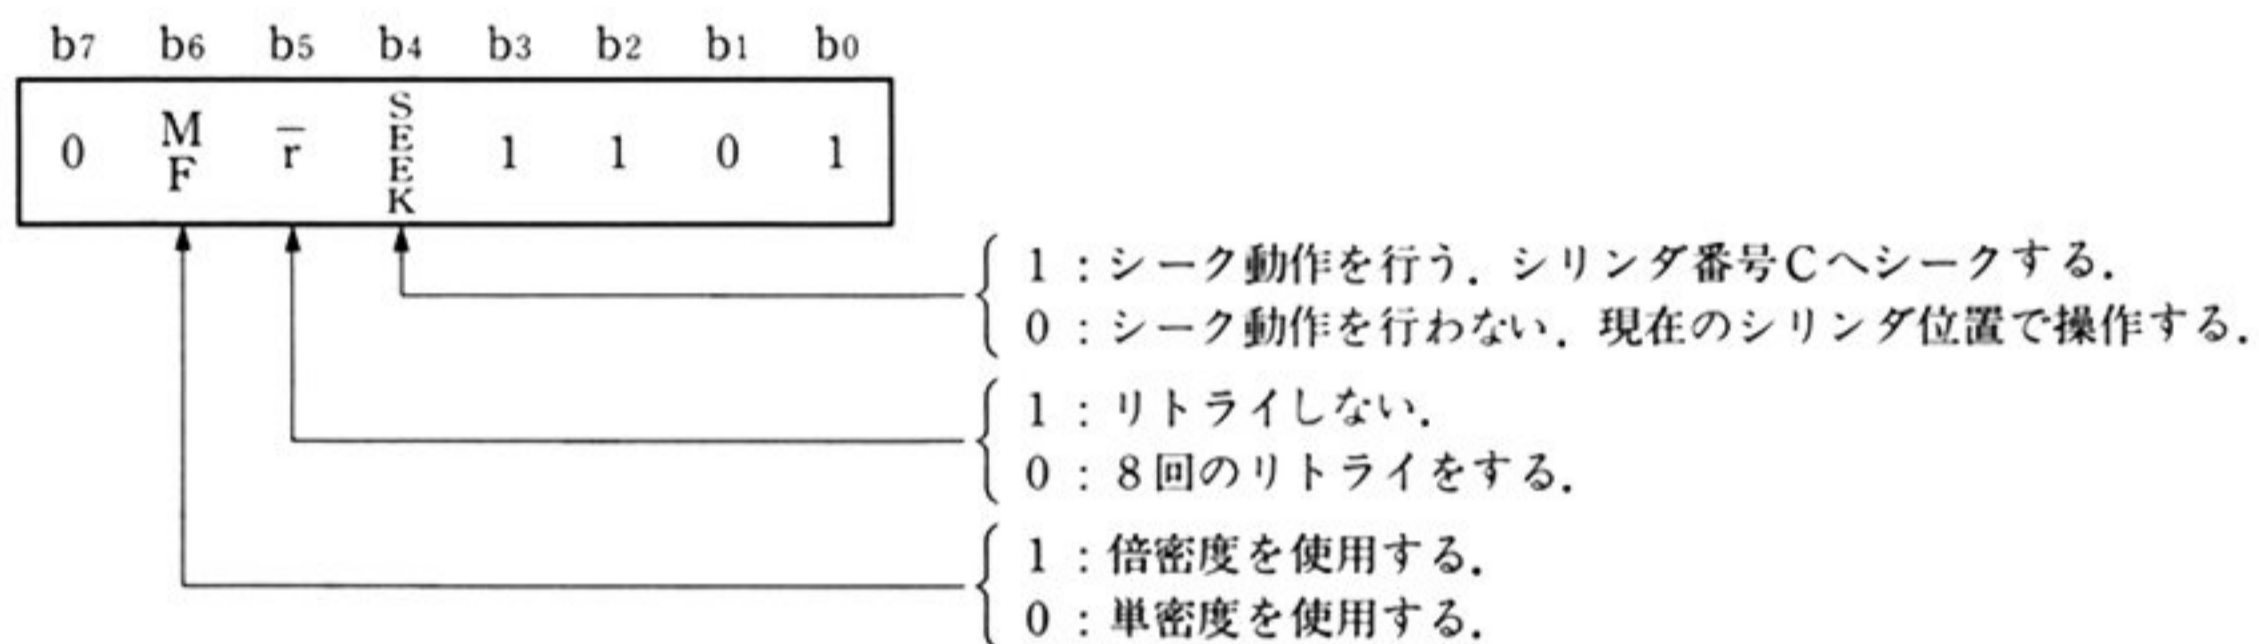 b7 b6 b5 b4 b3 b2 b1 b0
0 MF r̅ SEEK 1 1 0 1
1:シーク動作を行う.シリンダ番号Cへシークする.
0:シーク動作を行わない.現在のシリンダ位置で操作する.
1:リトライしない.
0:8回のリトライをする.
1:倍密度を使用する.
0:単密度を使用する.